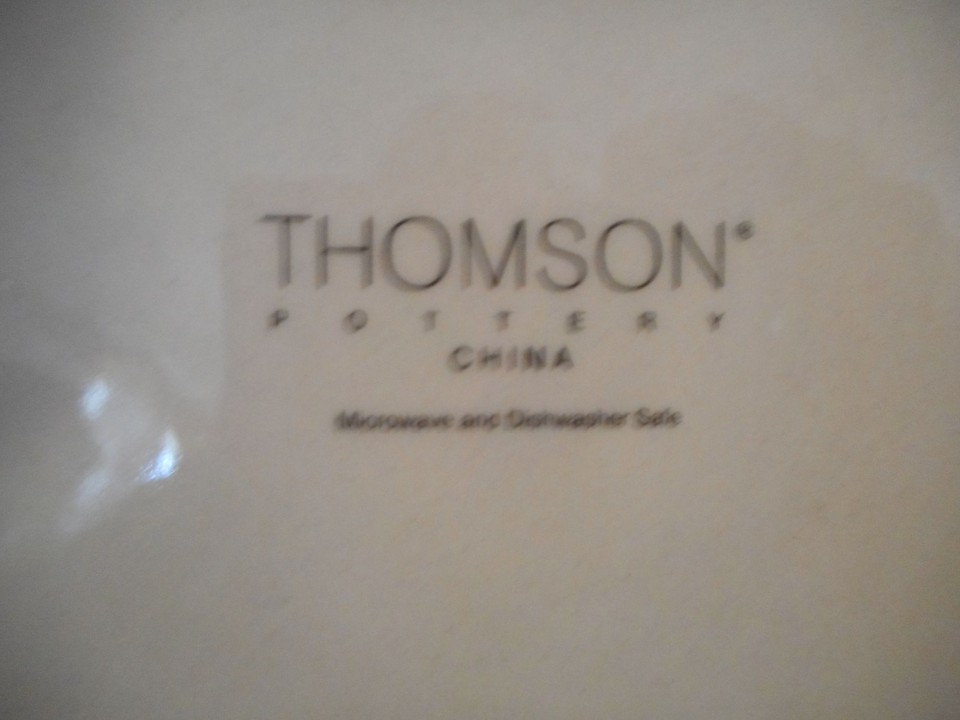 THOMSON®
POTTERY
CHINA
Microwave and Dishwasher Safe